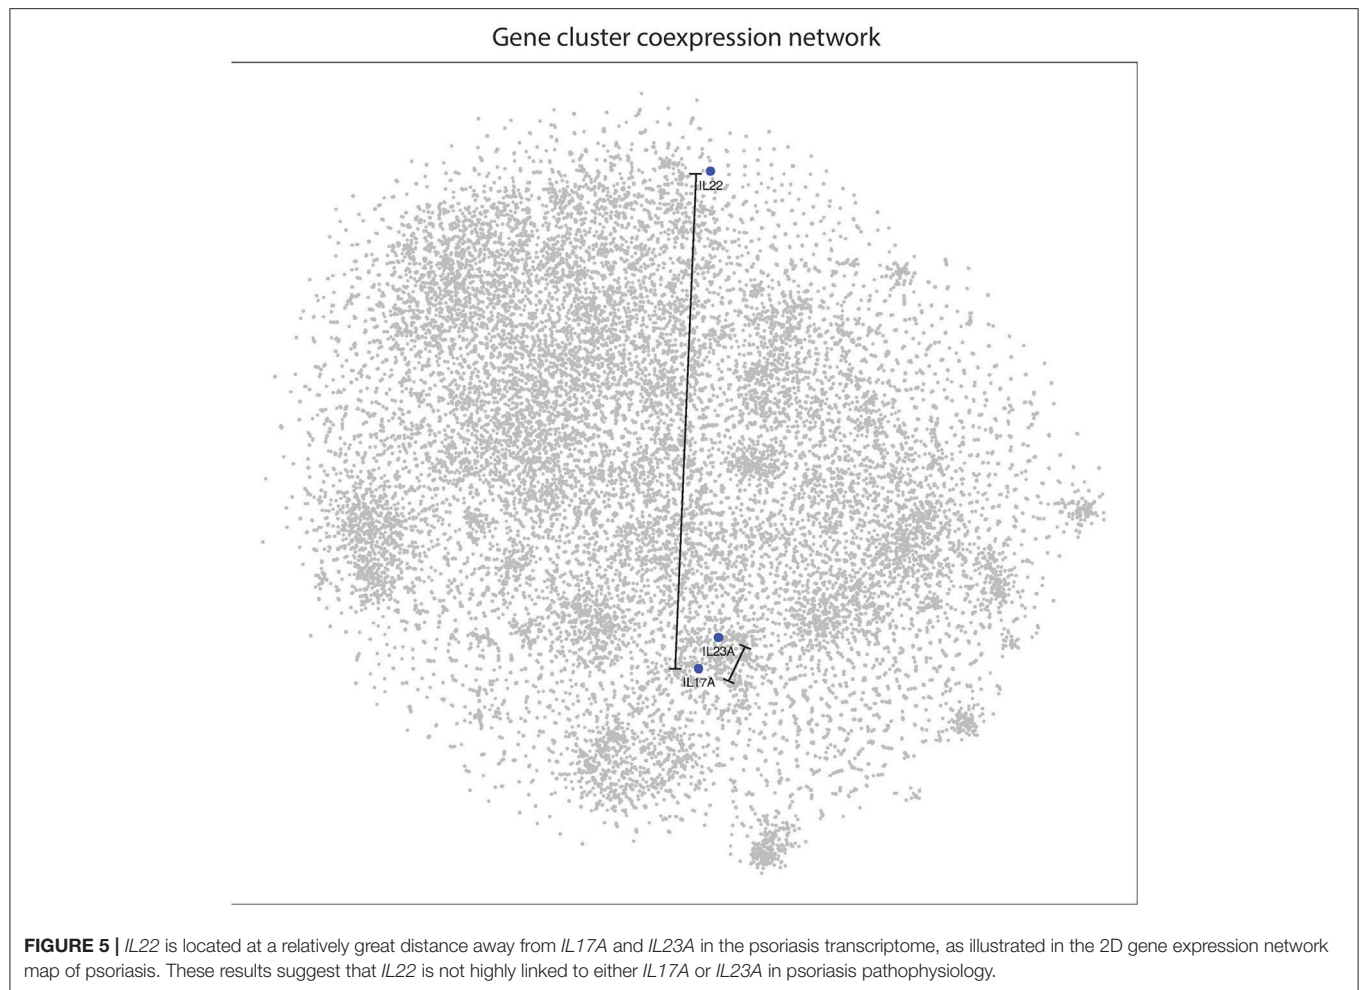 Gene cluster coexpression network
IL22
IL23A
IL17A
FIGURE 5 | IL22 is located at a relatively great distance away from IL17A and IL23A in the psoriasis transcriptome, as illustrated in the 2D gene expression network
map of psoriasis. These results suggest that IL22 is not highly linked to either IL17A or IL23A in psoriasis pathophysiology.